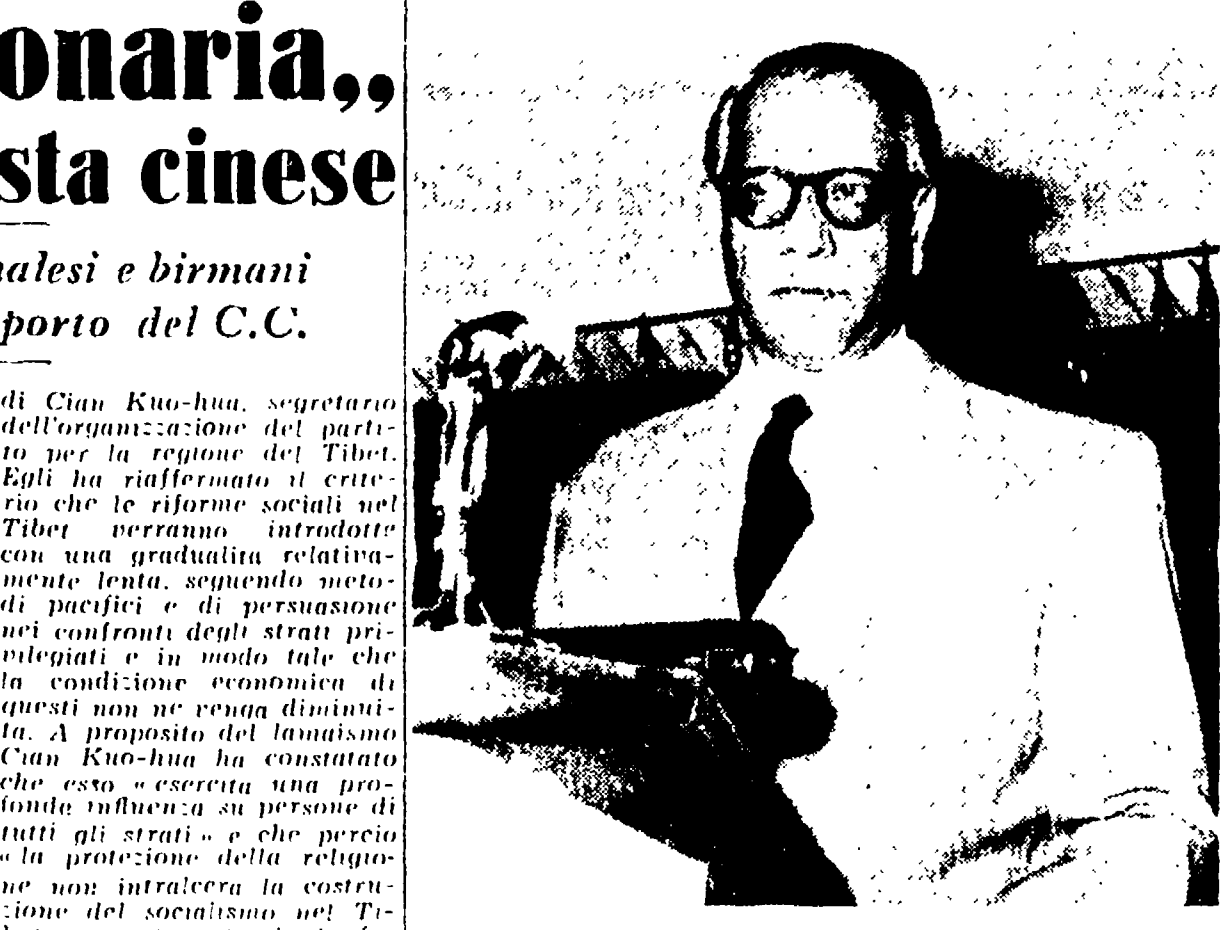 onaria,,
sta cinese
nalesi e birmani
porto del C.C.
di Cian Kuo-hua, segretario
dell'organizzazione del parti-
to per la regione del Tibet.
Egli ha riaffermato il crite-
rio che le riforme sociali nel
Tibet verranno introdotte
con una gradualita relativa-
mente lenta, seguendo meto-
di pacifici e di persuasione
nei confronti degli strati pri-
vilegiati e in modo tale che
la condizione economica di
questi non ne venga diminui-
ta. A proposito del lamaismo
Cian Kuo-hua ha constatato
che esso « esercita una pro-
fonda influenza su persone di
tutti gli strati » e che percio
« la protezione della religio-
ne non intralcera la costru-
zione del socialismo nel Ti-